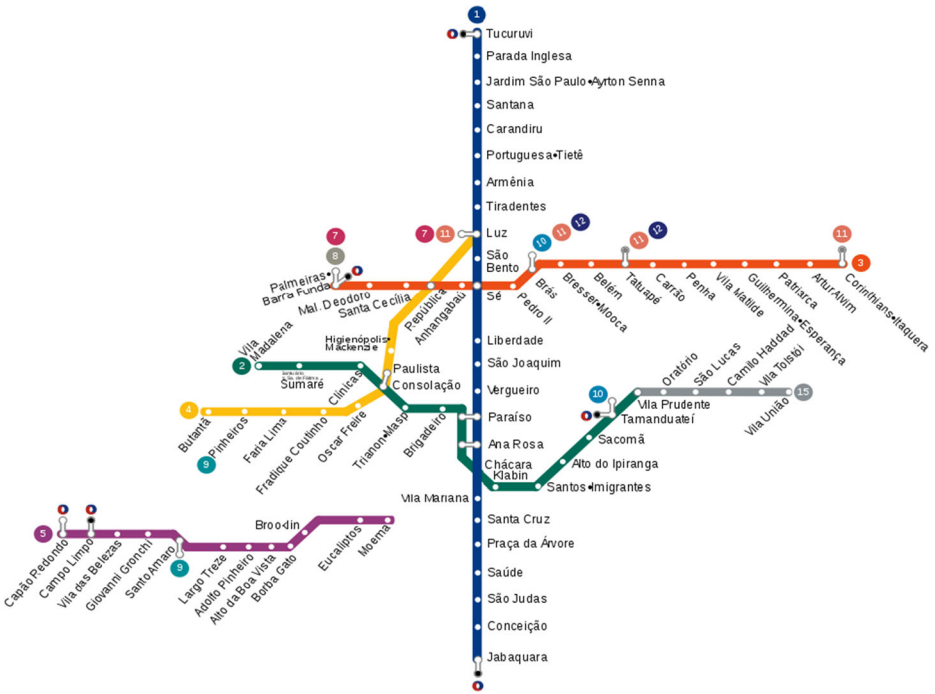 1
Tucuruvi
Parada Inglesa
Jardim São Paulo•Ayrton Senna
Santana
Carandiru
Portuguesa•Tietê
Armênia
Tiradentes
7
11
Luz
São
Bento
Sé
Liberdade
São Joaquim
Vergueiro
Paraíso
Ana Rosa
Chácara
Klabin
Vila Mariana
Santa Cruz
Praça da Árvore
Saúde
São Judas
Conceição
Jabaquara
7
8
Palmeiras•
Barra Funda
Mal. Deodoro
Santa Cecília
República
Anhangabaú
Pedro II
10
11
12
Brás
Bresser•Mooca
Belém
11
12
Tatuapé
Carrão
Penha
Vila Matilde
Guilhermina•Esperança
Patriarca
Artur Alvim
11
Corinthians•Itaquera
3
2
Vila
Madalena
Sumaré
Clínicas
Higienópolis•
Mackenzie
Paulista
Consolação
Trianon•Masp
Brigadeiro
Santos•Imigrantes
Alto do Ipiranga
Sacomã
10
Tamanduateí
Vila Prudente
Oratório
São Lucas
Camilo Haddad
Vila Tolstói
Vila União
15
4
Butantã
9
Pinheiros
Faria Lima
Fradique Coutinho
Oscar Freire
5
Capão Redondo
Campo Limpo
Vila das Belezas
Giovanni Gronchi
Santo Amaro
9
Largo Treze
Adolfo Pinheiro
Alto da Boa Vista
Borba Gato
Brooklin
Eucaliptos
Moema